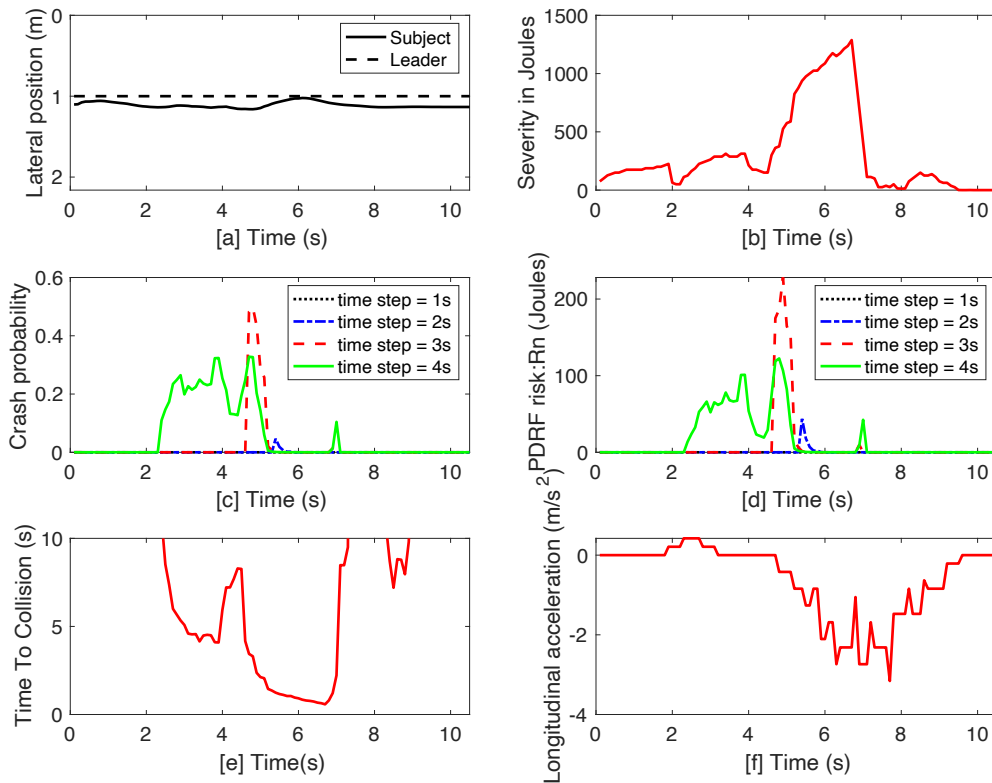 Lateral position (m)
0
1
2
Subject
Leader
0 2 4 6 8 10
[a] Time (s)
Severity in Joules
1500
1000
500
0
0 2 4 6 8 10
[b] Time (s)
Crash probability
0.6
0.4
0.2
0
time step = 1s
time step = 2s
time step = 3s
time step = 4s
0 2 4 6 8 10
[c] Time (s)
PDRF risk:Rn (Joules)
200
100
0
time step = 1s
time step = 2s
time step = 3s
time step = 4s
0 2 4 6 8 10
[d] Time (s)
Time To Collision (s)
10
5
0
0 2 4 6 8 10
[e] Time(s)
Longitudinal acceleration (m/s²)
0
-2
-4
0 2 4 6 8 10
[f] Time (s)